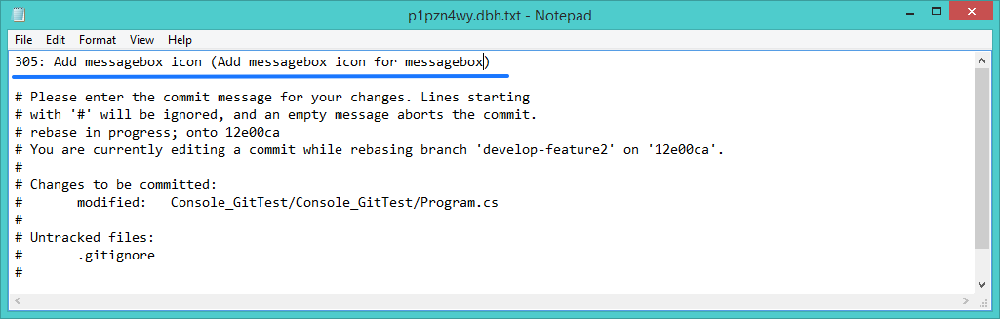 p1pzn4wy.dbh.txt - Notepad
File Edit Format View Help
305: Add messagebox icon (Add messagebox icon for messagebox)
# Please enter the commit message for your changes. Lines starting
# with '#' will be ignored, and an empty message aborts the commit.
# rebase in progress; onto 12e00ca
# You are currently editing a commit while rebasing branch 'develop-feature2' on '12e00ca'.
#
# Changes to be committed:
#       modified:   Console_GitTest/Console_GitTest/Program.cs
#
# Untracked files:
#       .gitignore
#